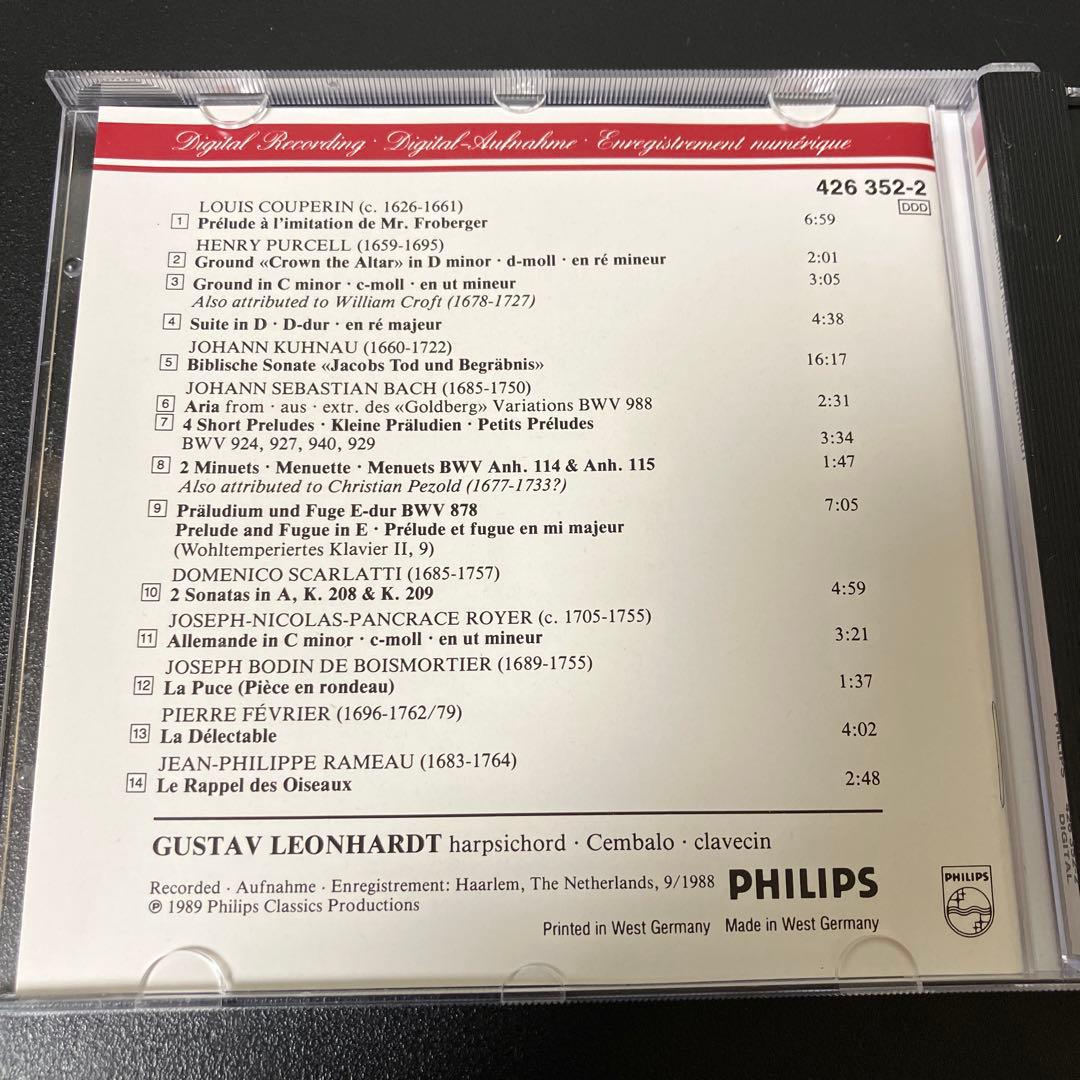 Digital Recording · Digital-Aufnahme · Enregistrement numérique
426 352-2
DDD
LOUIS COUPERIN (c. 1626-1661)
1 Prélude à l'imitation de Mr. Froberger 6:59
HENRY PURCELL (1659-1695)
2 Ground «Crown the Altar» in D minor · d-moll · en ré mineur 2:01
3 Ground in C minor · c-moll · en ut mineur 3:05
Also attributed to William Croft (1678-1727)
4 Suite in D · D-dur · en ré majeur 4:38
JOHANN KUHNAU (1660-1722)
5 Biblische Sonate «Jacobs Tod und Begräbnis» 16:17
JOHANN SEBASTIAN BACH (1685-1750)
6 Aria from · aus · extr. des «Goldberg» Variations BWV 988 2:31
7 4 Short Preludes · Kleine Präludien · Petits Préludes
BWV 924, 927, 940, 929 3:34
8 2 Minuets · Menuette · Menuets BWV Anh. 114 & Anh. 115 1:47
Also attributed to Christian Pezold (1677-1733?)
9 Präludium und Fuge E-dur BWV 878 7:05
Prelude and Fugue in E · Prélude et fugue en mi majeur
(Wohltemperiertes Klavier II, 9)
DOMENICO SCARLATTI (1685-1757)
10 2 Sonatas in A, K. 208 & K. 209 4:59
JOSEPH-NICOLAS-PANCRACE ROYER (c. 1705-1755)
11 Allemande in C minor · c-moll · en ut mineur 3:21
JOSEPH BODIN DE BOISMORTIER (1689-1755)
12 La Puce (Pièce en rondeau) 1:37
PIERRE FÉVRIER (1696-1762/79)
13 La Délectable 4:02
JEAN-PHILIPPE RAMEAU (1683-1764)
14 Le Rappel des Oiseaux 2:48
GUSTAV LEONHARDT harpsichord · Cembalo · clavecin
Recorded · Aufnahme · Enregistrement: Haarlem, The Netherlands, 9/1988
℗ 1989 Philips Classics Productions
PHILIPS
Printed in West Germany Made in West Germany
PHILIPS
PHILIPS
DIGITAL